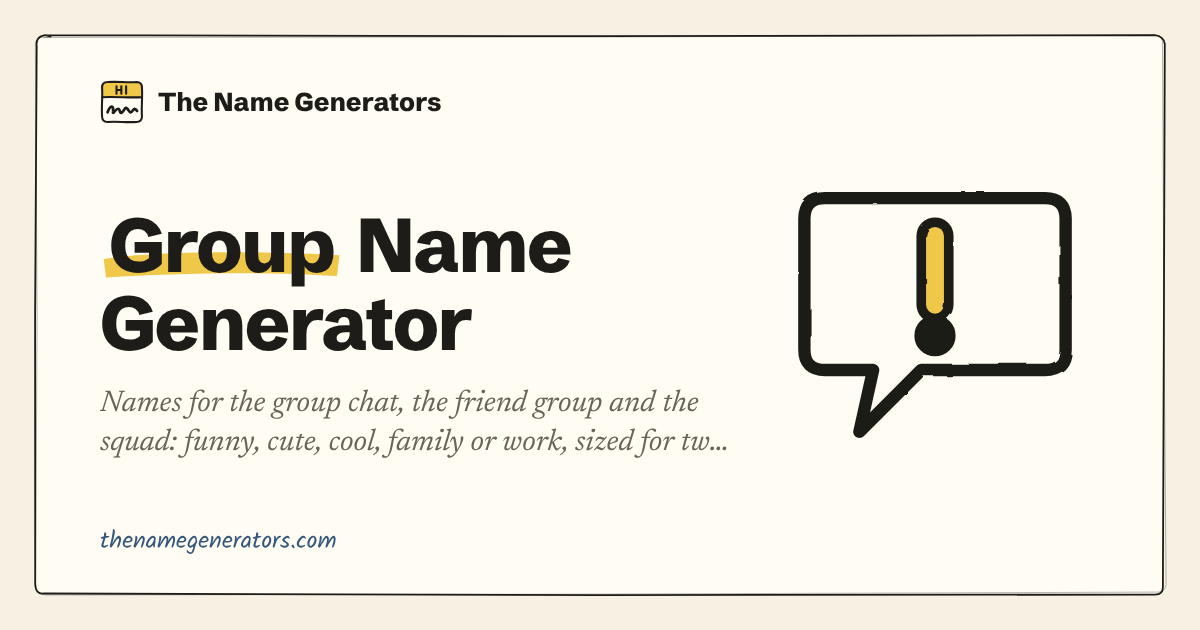 HI
The Name Generators
Group Name
Generator
Names for the group chat, the friend group and the
squad: funny, cute, cool, family or work, sized for tw...
thenamegenerators.com